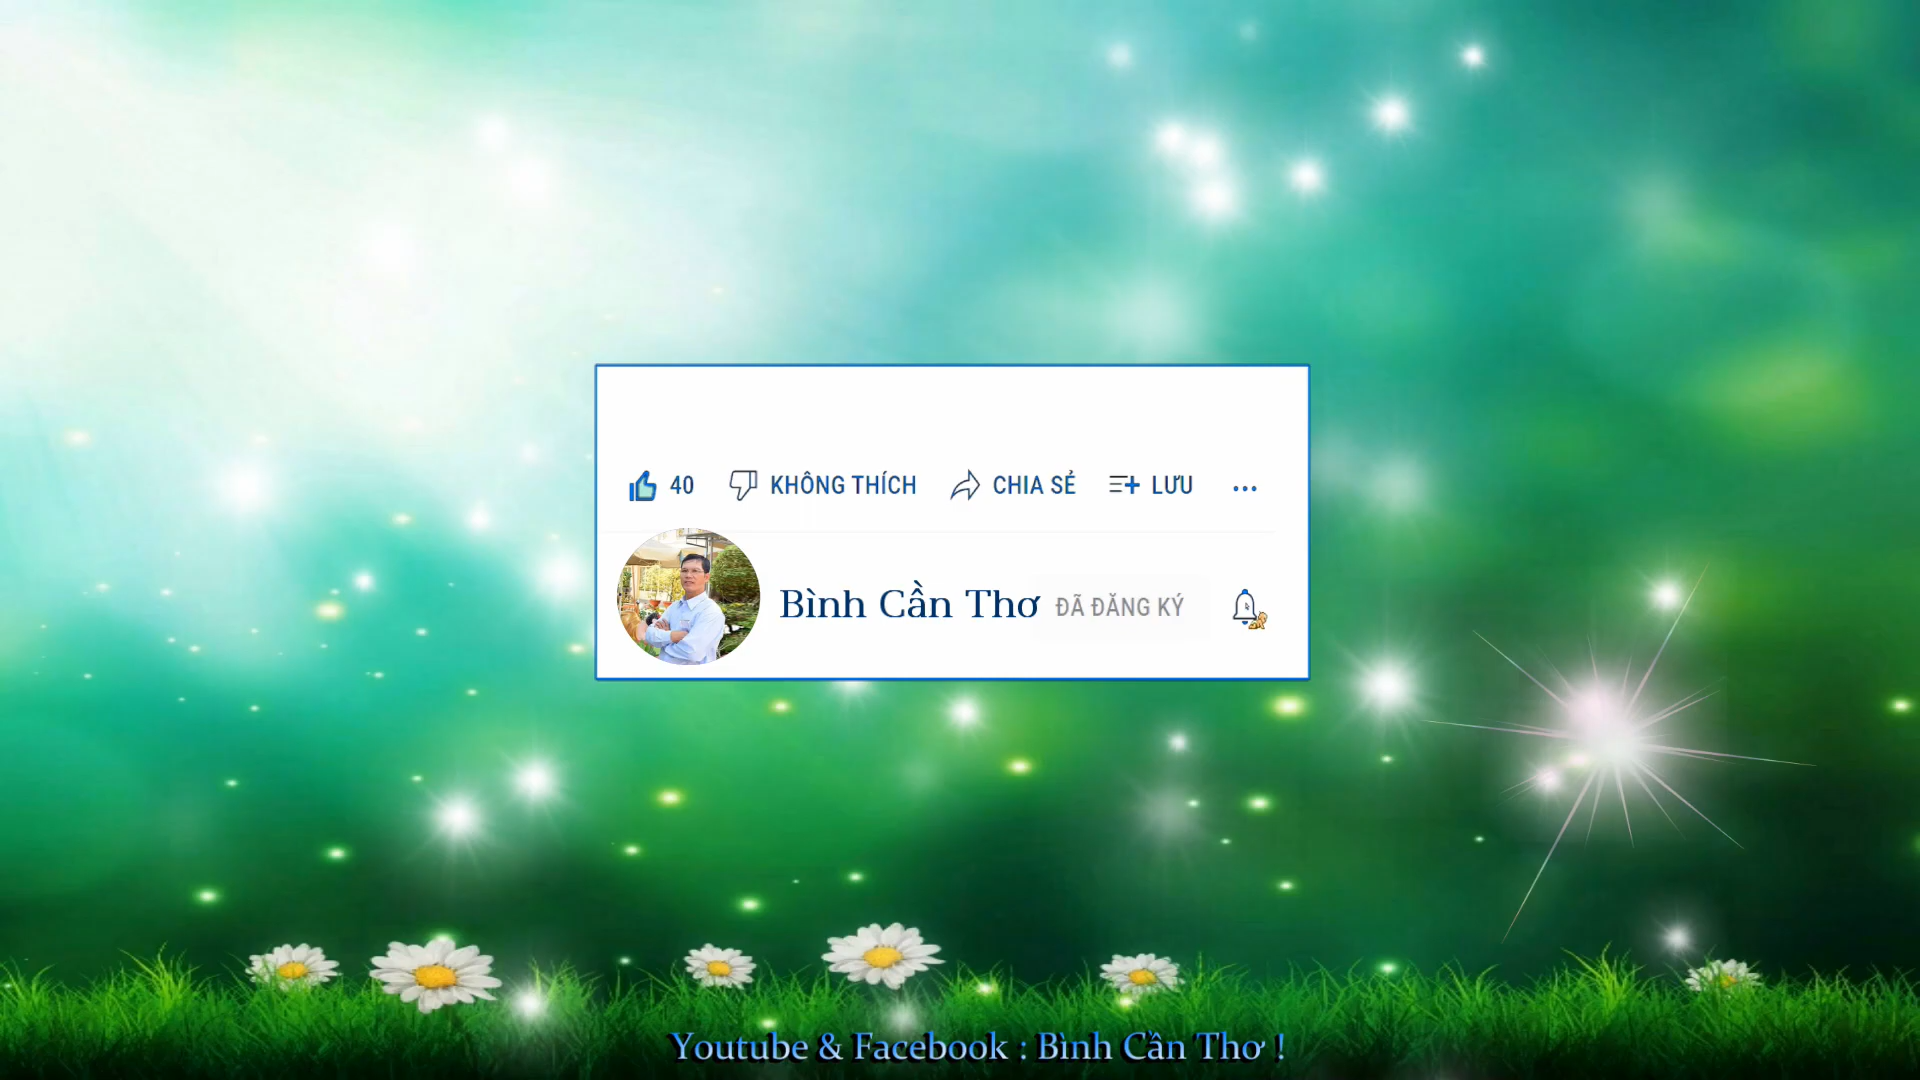 40 KHÔNG THÍCH CHIA SẺ LƯU ...
Bình Cần Thơ ĐÃ ĐĂNG KÝ
Youtube & Facebook : Bình Cần Thơ !